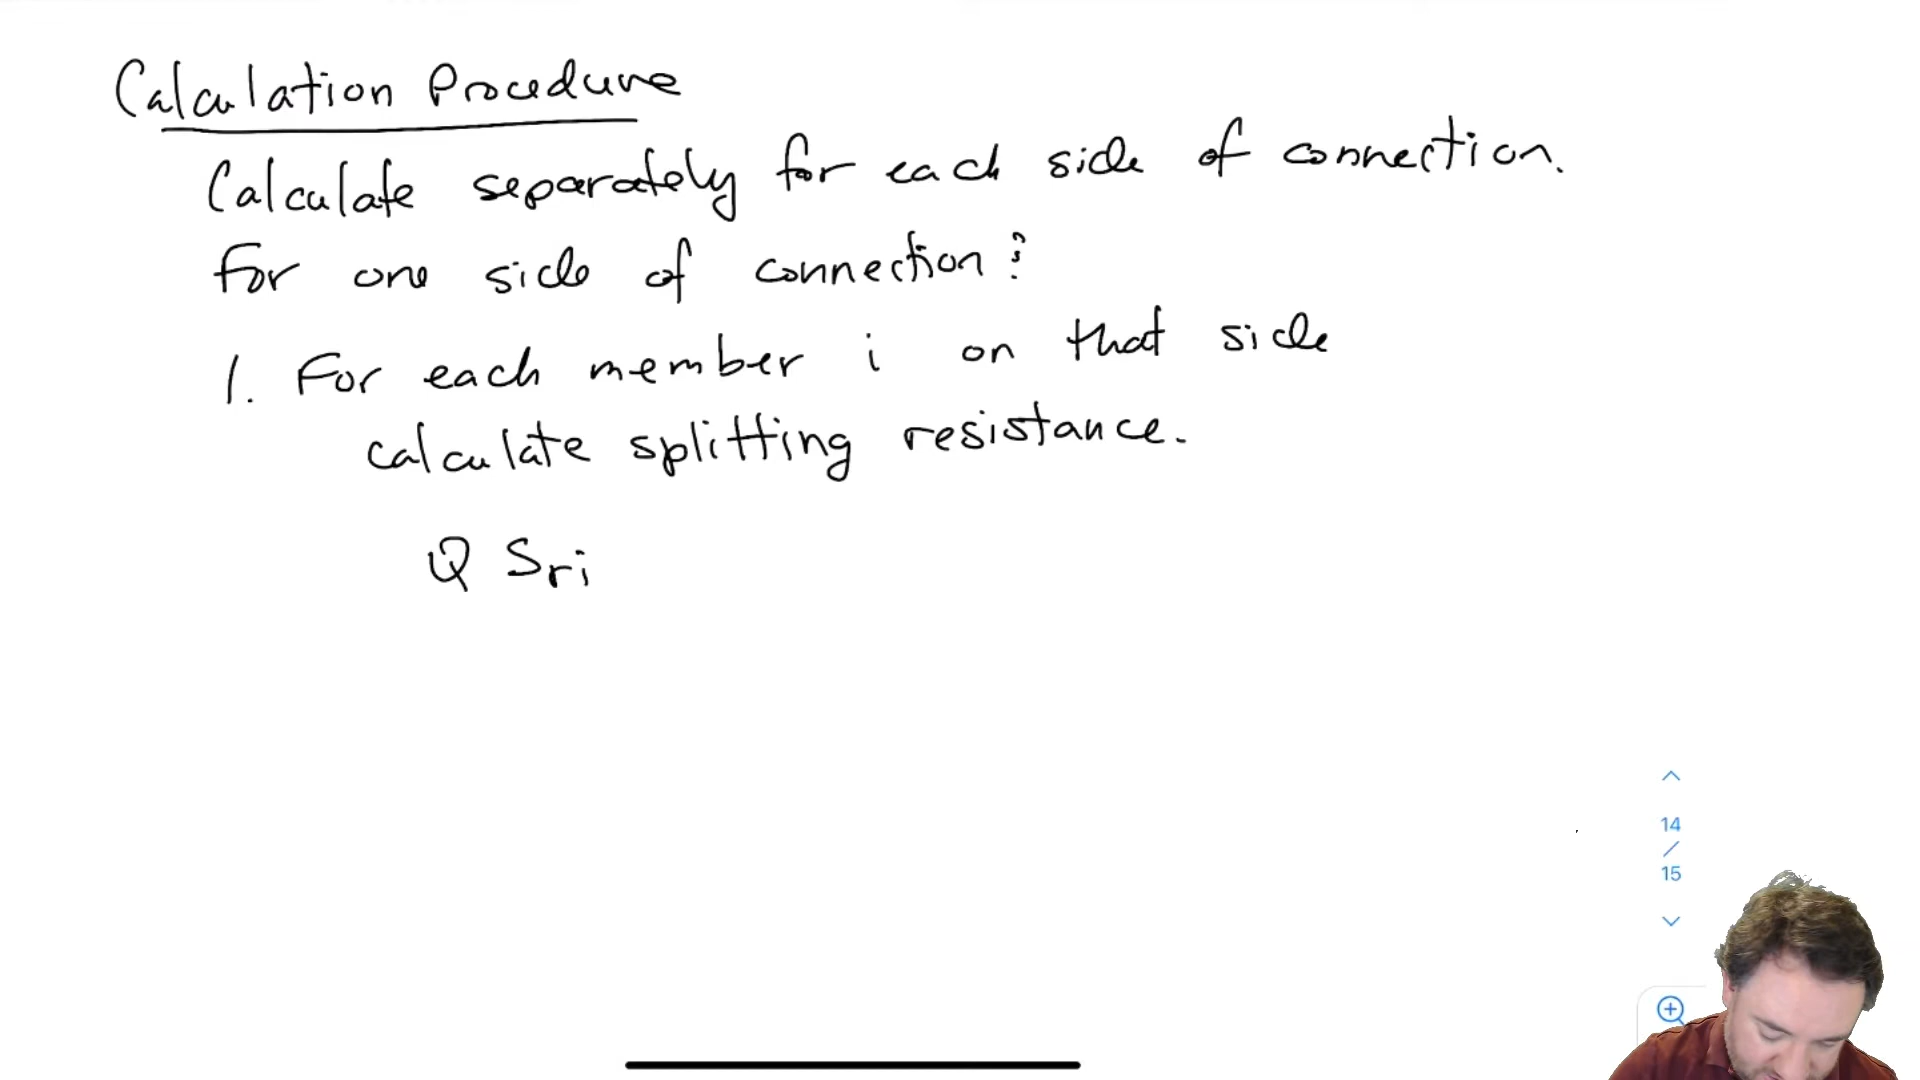 Calculation Procedure
Calculate separately for each side of connection.
For one side of connection:
1. For each member i on that side
calculate splitting resistance.
Q Sri
14
/
15